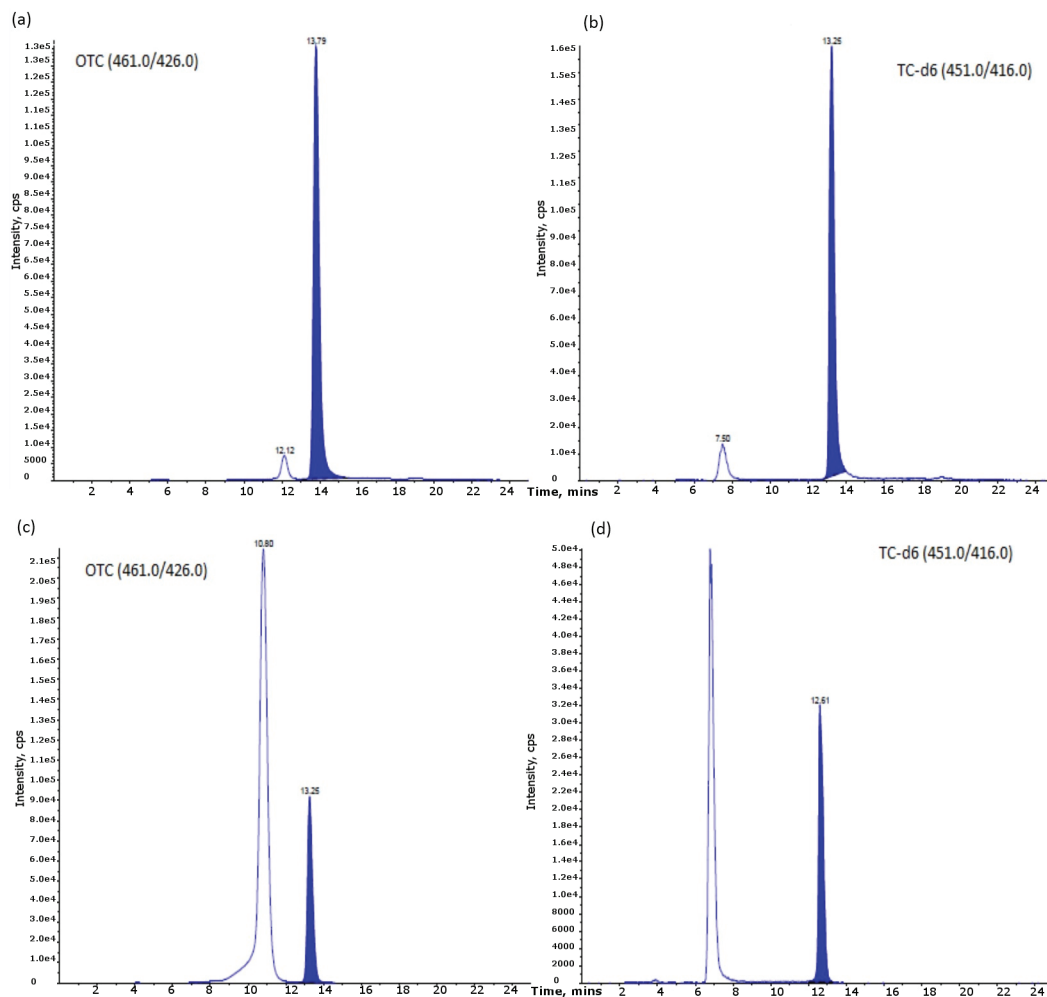 (a)
OTC (461.0/426.0)
13.79
12.12
1.3e5
1.3e5
1.2e5
1.2e5
1.1e5
1.1e5
1.0e5
9.5e4
9.0e4
8.5e4
8.0e4
7.5e4
7.0e4
6.5e4
6.0e4
5.5e4
5.0e4
4.5e4
4.0e4
3.5e4
3.0e4
2.5e4
2.0e4
1.5e4
1.0e4
5000
0
Intensity, cps
2 4 6 8 10 12 14 16 18 20 22 24
Time, mins
(b)
TC-d6 (451.0/416.0)
13.25
7.50
1.6e5
1.5e5
1.4e5
1.3e5
1.2e5
1.1e5
1.0e5
9.0e4
8.0e4
7.0e4
6.0e4
5.0e4
4.0e4
3.0e4
2.0e4
1.0e4
0
Intensity, cps
2 4 6 8 10 12 14 16 18 20 22 24
(c)
OTC (461.0/426.0)
10.80
13.25
2.1e5
2.0e5
1.9e5
1.8e5
1.7e5
1.6e5
1.5e5
1.4e5
1.3e5
1.2e5
1.1e5
1.0e5
9.0e4
8.0e4
7.0e4
6.0e4
5.0e4
4.0e4
3.0e4
2.0e4
1.0e4
0
Intensity, cps
2 4 6 8 10 12 14 16 18 20 22 24
Time, mins
(d)
TC-d6 (451.0/416.0)
12.61
5.0e4
4.8e4
4.6e4
4.4e4
4.2e4
4.0e4
3.8e4
3.6e4
3.4e4
3.2e4
3.0e4
2.8e4
2.6e4
2.4e4
2.2e4
2.0e4
1.8e4
1.6e4
1.4e4
1.2e4
1.0e4
8000
6000
4000
2000
0
Intensity, cps
2 4 6 8 10 12 14 16 18 20 22 24